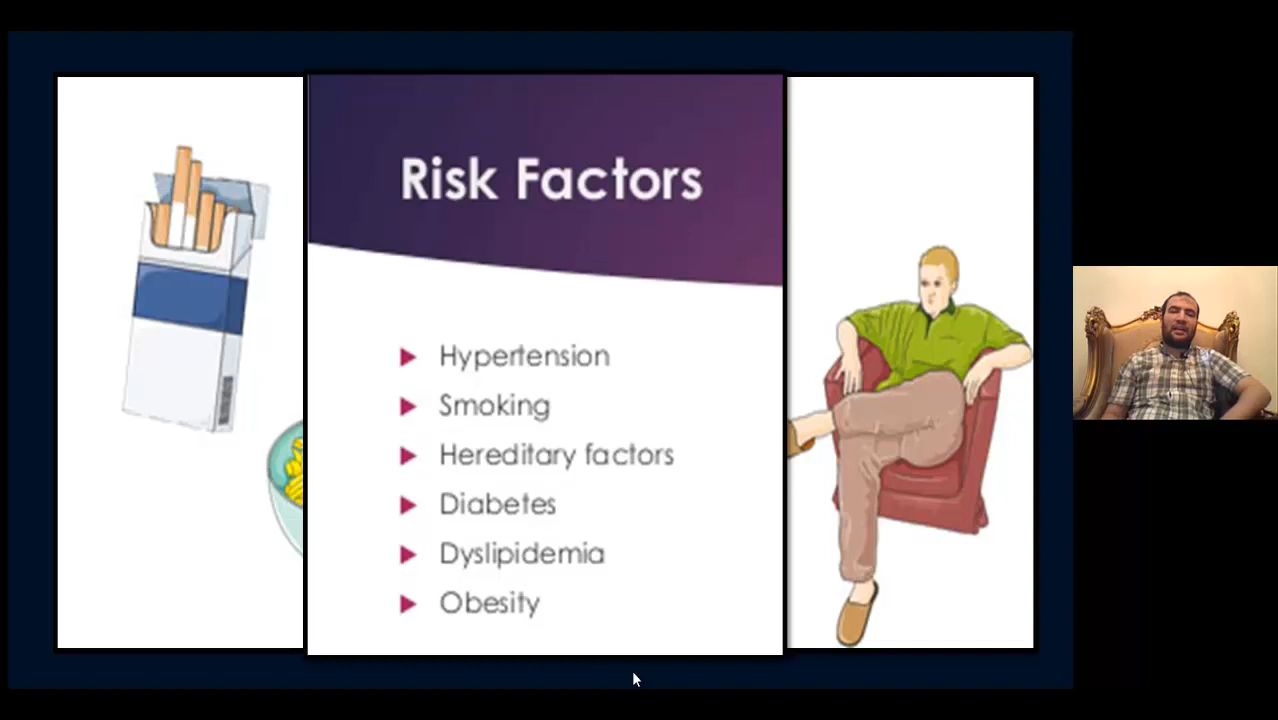 Risk Factors
Hypertension
Smoking
Hereditary factors
Diabetes
Dyslipidemia
Obesity